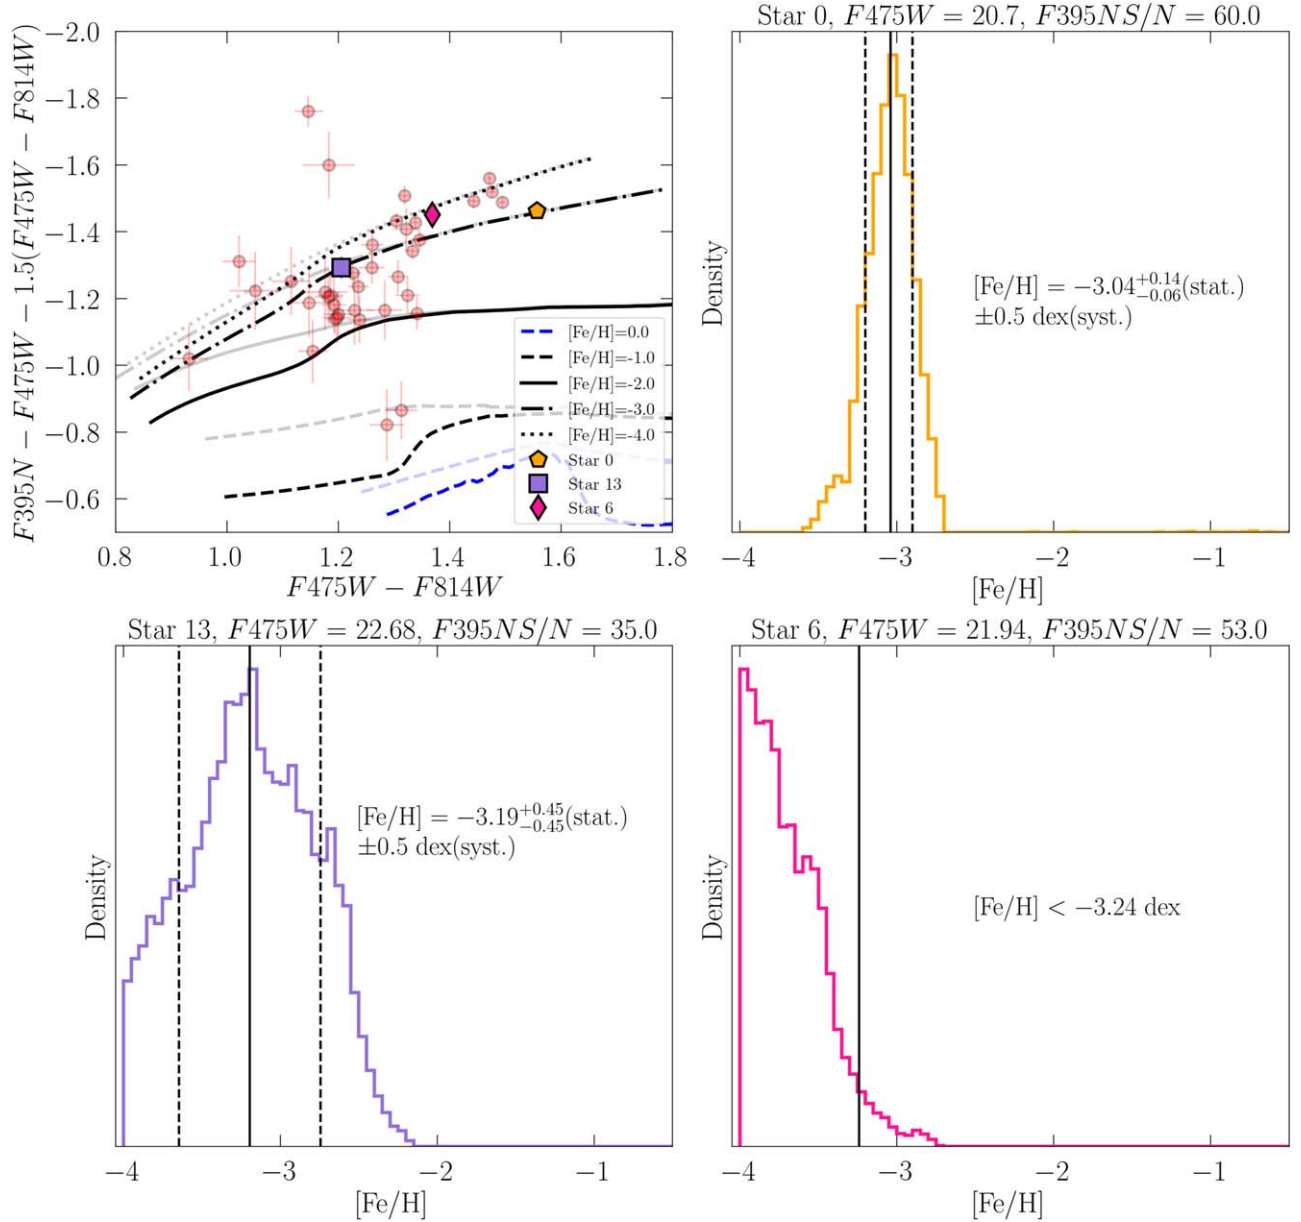 F395N − F475W − 1.5(F475W − F814W)
−2.0
−1.8
−1.6
−1.4
−1.2
−1.0
−0.8
−0.6
0.8 1.0 1.2 1.4 1.6 1.8
F475W − F814W
[Fe/H]=0.0
[Fe/H]=-1.0
[Fe/H]=-2.0
[Fe/H]=-3.0
[Fe/H]=-4.0
Star 0
Star 13
Star 6
Star 0, F475W = 20.7, F395NS/N = 60.0
Density
[Fe/H] = −3.04+0.14−0.06(stat.)
±0.5 dex(syst.)
−4 −3 −2 −1
[Fe/H]
Star 13, F475W = 22.68, F395NS/N = 35.0
Density
[Fe/H] = −3.19+0.45−0.45(stat.)
±0.5 dex(syst.)
−4 −3 −2 −1
[Fe/H]
Star 6, F475W = 21.94, F395NS/N = 53.0
Density
[Fe/H] < −3.24 dex
−4 −3 −2 −1
[Fe/H]